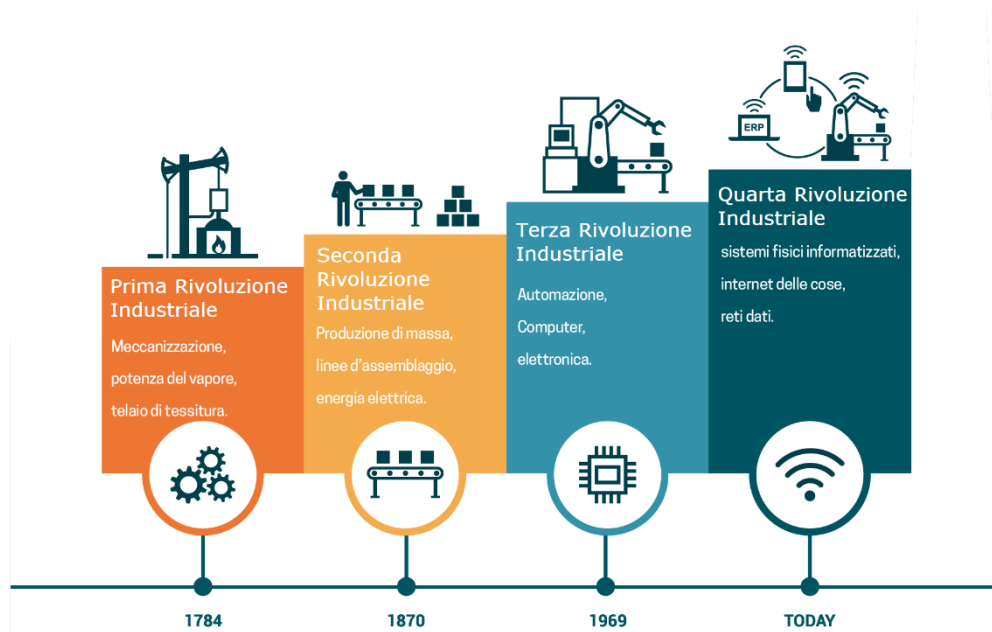 ERP
Prima Rivoluzione
Industriale
Meccanizzazione,
potenza del vapore,
telaio di tessitura.
Seconda
Rivoluzione
Industriale
Produzione di massa,
linee d'assemblaggio,
energia elettrica.
Terza Rivoluzione
Industriale
Automazione,
Computer,
elettronica.
Quarta Rivoluzione
Industriale
sistemi fisici informatizzati,
internet delle cose,
reti dati.
1784
1870
1969
TODAY